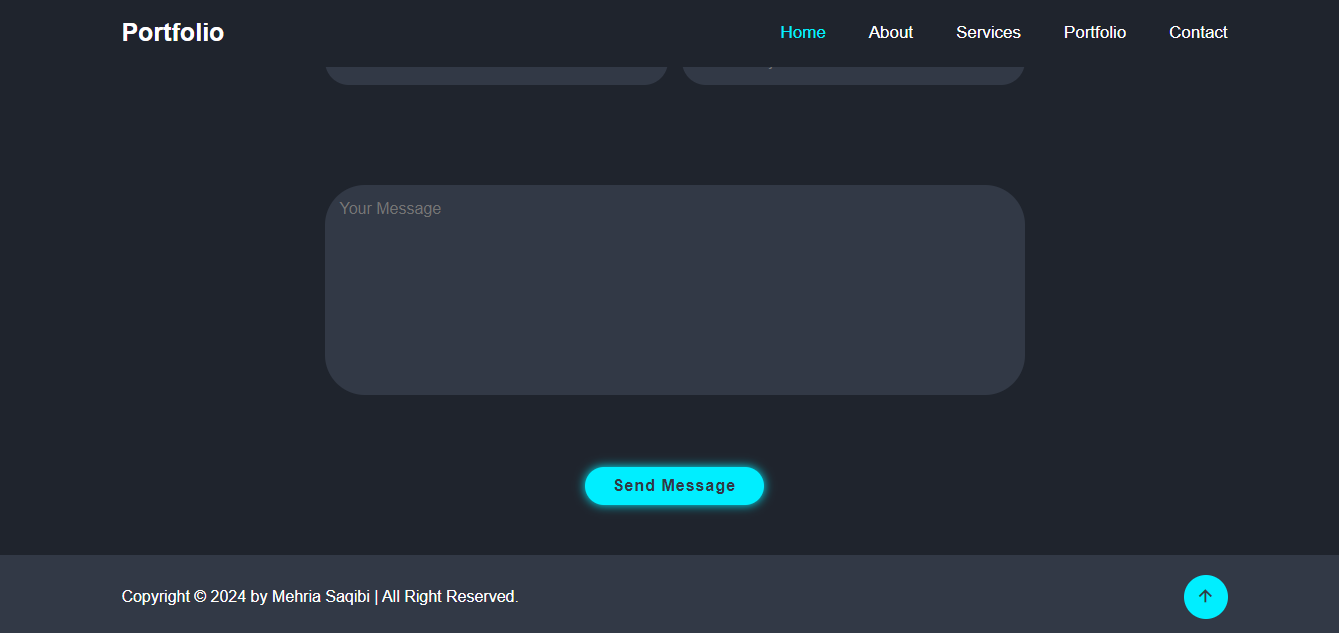 Portfolio
Home About Services Portfolio Contact
Your Message
Send Message
Copyright © 2024 by Mehria Saqibi | All Right Reserved.